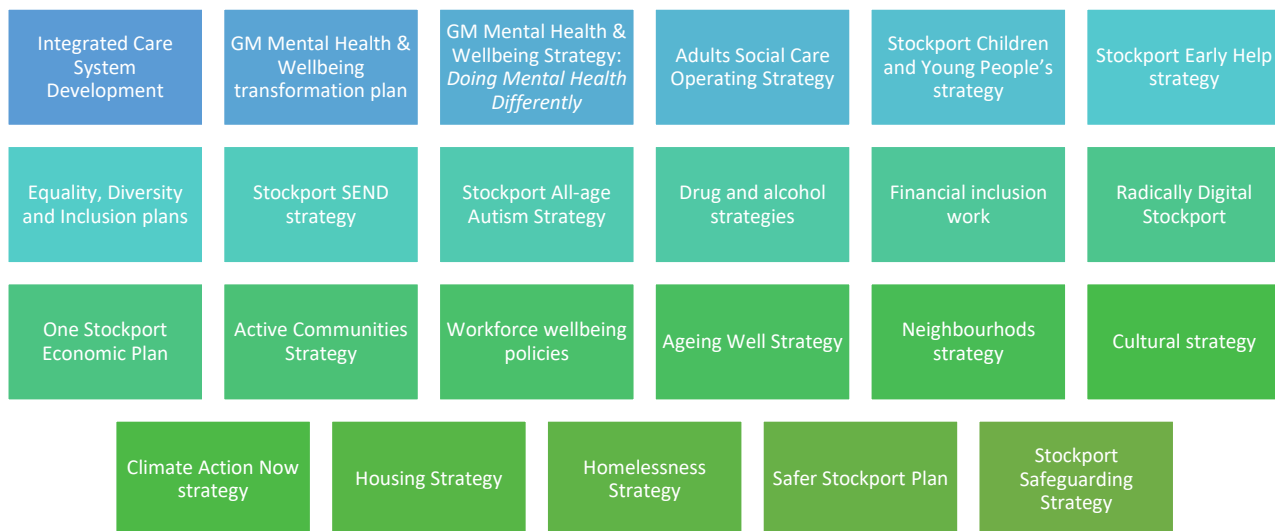 Integrated Care
System
Development
GM Mental Health &
Wellbeing
transformation plan
GM Mental Health &
Wellbeing Strategy:
Doing Mental Health
Differently
Adults Social Care
Operating Strategy
Stockport Children
and Young People's
strategy
Stockport Early Help
strategy
Equality, Diversity
and Inclusion plans
Stockport SEND
strategy
Stockport All-age
Autism Strategy
Drug and alcohol
strategies
Financial inclusion
work
Radically Digital
Stockport
One Stockport
Economic Plan
Active Communities
Strategy
Workforce wellbeing
policies
Ageing Well Strategy
Neighbourhods
strategy
Cultural strategy
Climate Action Now
strategy
Housing Strategy
Homelessness
Strategy
Safer Stockport Plan
Stockport
Safeguarding
Strategy